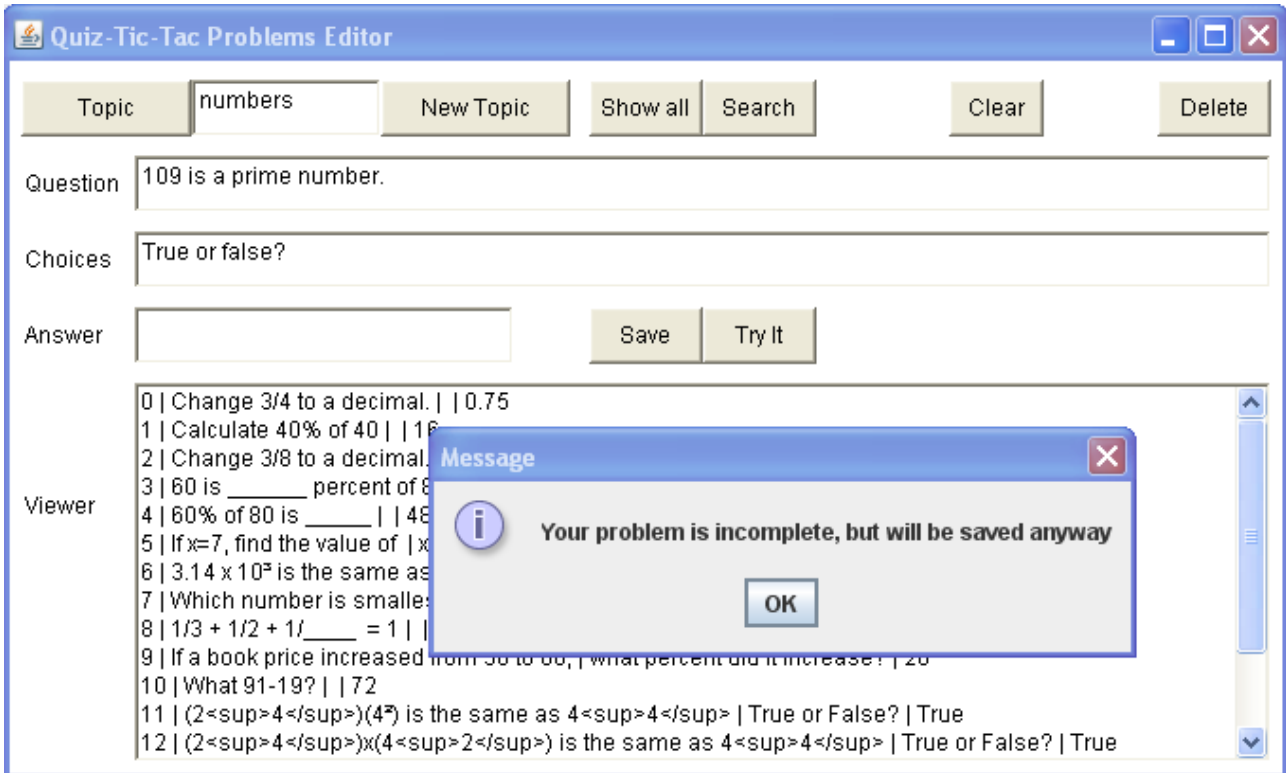 Quiz-Tic-Tac Problems Editor
Topic numbers New Topic Show all Search Clear Delete
Question 109 is a prime number.
Choices True or false?
Answer Save Try It
Viewer
0 | Change 3/4 to a decimal. | | 0.75
1 | Calculate 40% of 40 | | 16
2 | Change 3/8 to a decimal.
3 | 60 is _______ percent of 8
4 | 60% of 80 is ______ | | 48
5 | If x=7, find the value of | x
6 | 3.14 x 10³ is the same as
7 | Which number is smalles
8 | 1/3 + 1/2 + 1/____ = 1 | |
9 | If a book price increased from 50 to 60, | what percent did it increase? | 20
10 | What 91-19? | | 72
11 | (2<sup>4</sup>)(4²) is the same as 4<sup>4</sup> | True or False? | True
12 | (2<sup>4</sup>)x(4<sup>2</sup>) is the same as 4<sup>4</sup> | True or False? | True
Message
Your problem is incomplete, but will be saved anyway
OK